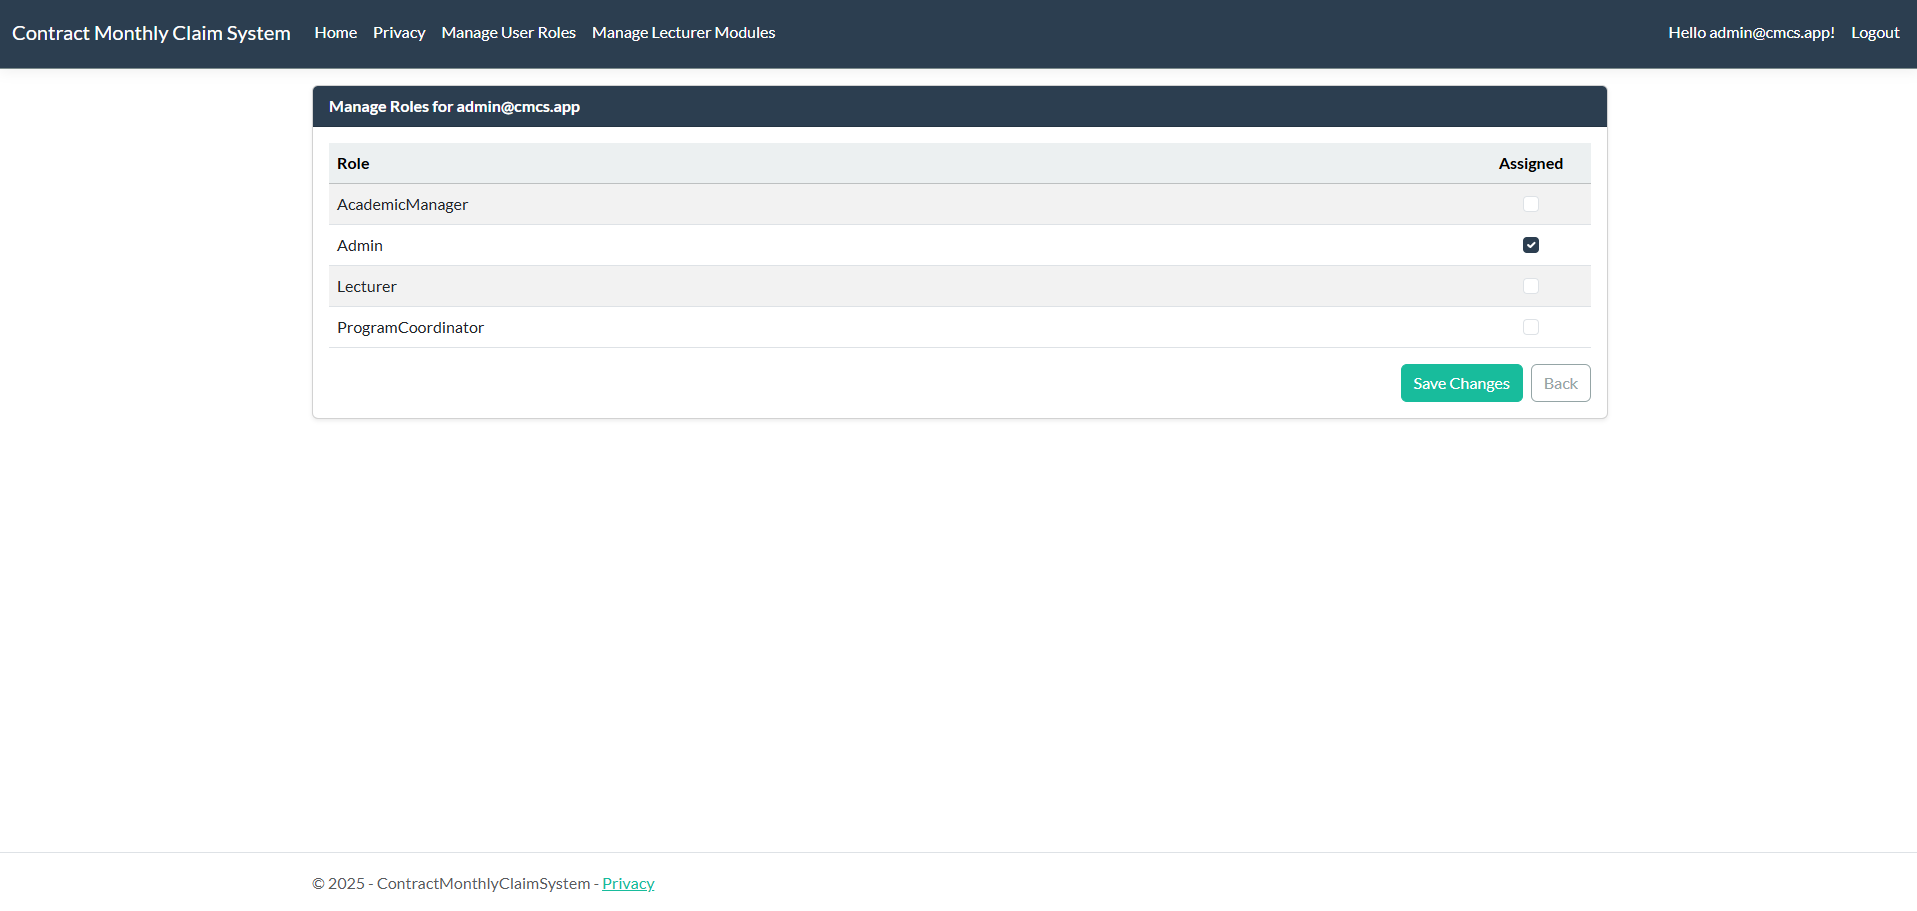 Contract Monthly Claim System Home Privacy Manage User Roles Manage Lecturer Modules Hello admin@cmcs.app! Logout
Manage Roles for admin@cmcs.app
Role Assigned
AcademicManager
Admin
Lecturer
ProgramCoordinator
Save Changes Back
© 2025 - ContractMonthlyClaimSystem - Privacy